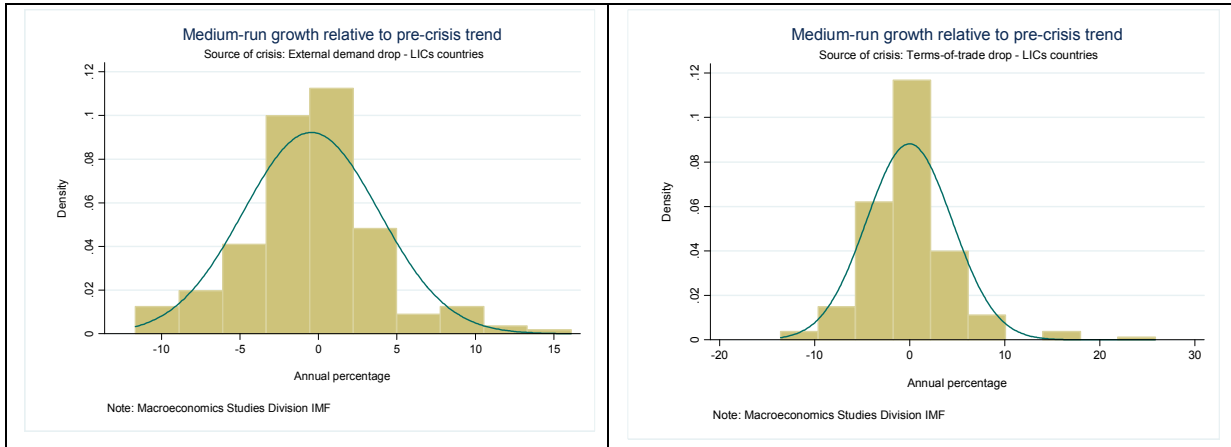 Medium-run growth relative to pre-crisis trend
Source of crisis: External demand drop - LICs countries
.12
.1
.08
.06
.04
.02
0
Density
-10 -5 0 5 10 15
Annual percentage
Note: Macroeconomics Studies Division IMF
Medium-run growth relative to pre-crisis trend
Source of crisis: Terms-of-trade drop - LICs countries
.12
.1
.08
.06
.04
.02
0
Density
-20 -10 0 10 20 30
Annual percentage
Note: Macroeconomics Studies Division IMF